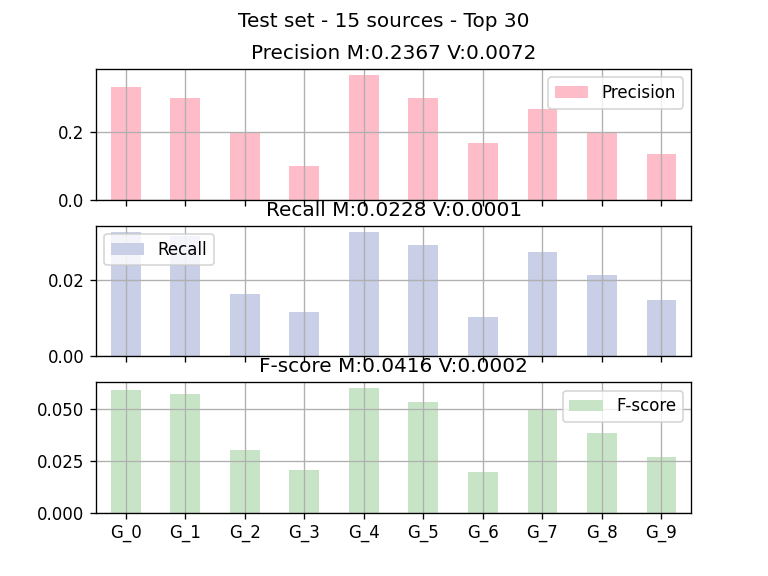 Test set - 15 sources - Top 30
Precision M:0.2367 V:0.0072
Precision
0.2
0.0
Recall M:0.0228 V:0.0001
Recall
0.02
0.00
F-score M:0.0416 V:0.0002
F-score
0.050
0.025
0.000
G_0 G_1 G_2 G_3 G_4 G_5 G_6 G_7 G_8 G_9